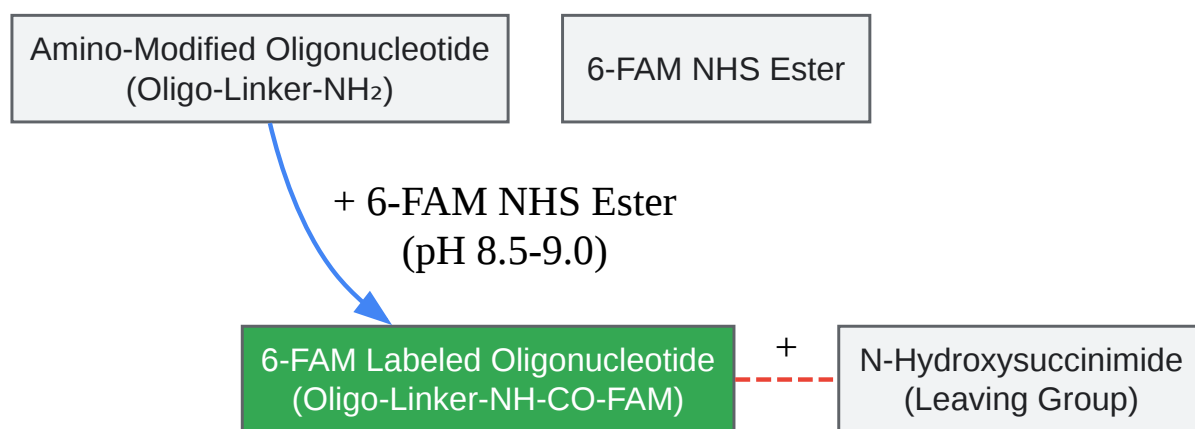 Amino-Modified Oligonucleotide
(Oligo-Linker-NH₂)
6-FAM NHS Ester
+ 6-FAM NHS Ester
(pH 8.5-9.0)
6-FAM Labeled Oligonucleotide
(Oligo-Linker-NH-CO-FAM)
+
N-Hydroxysuccinimide
(Leaving Group)